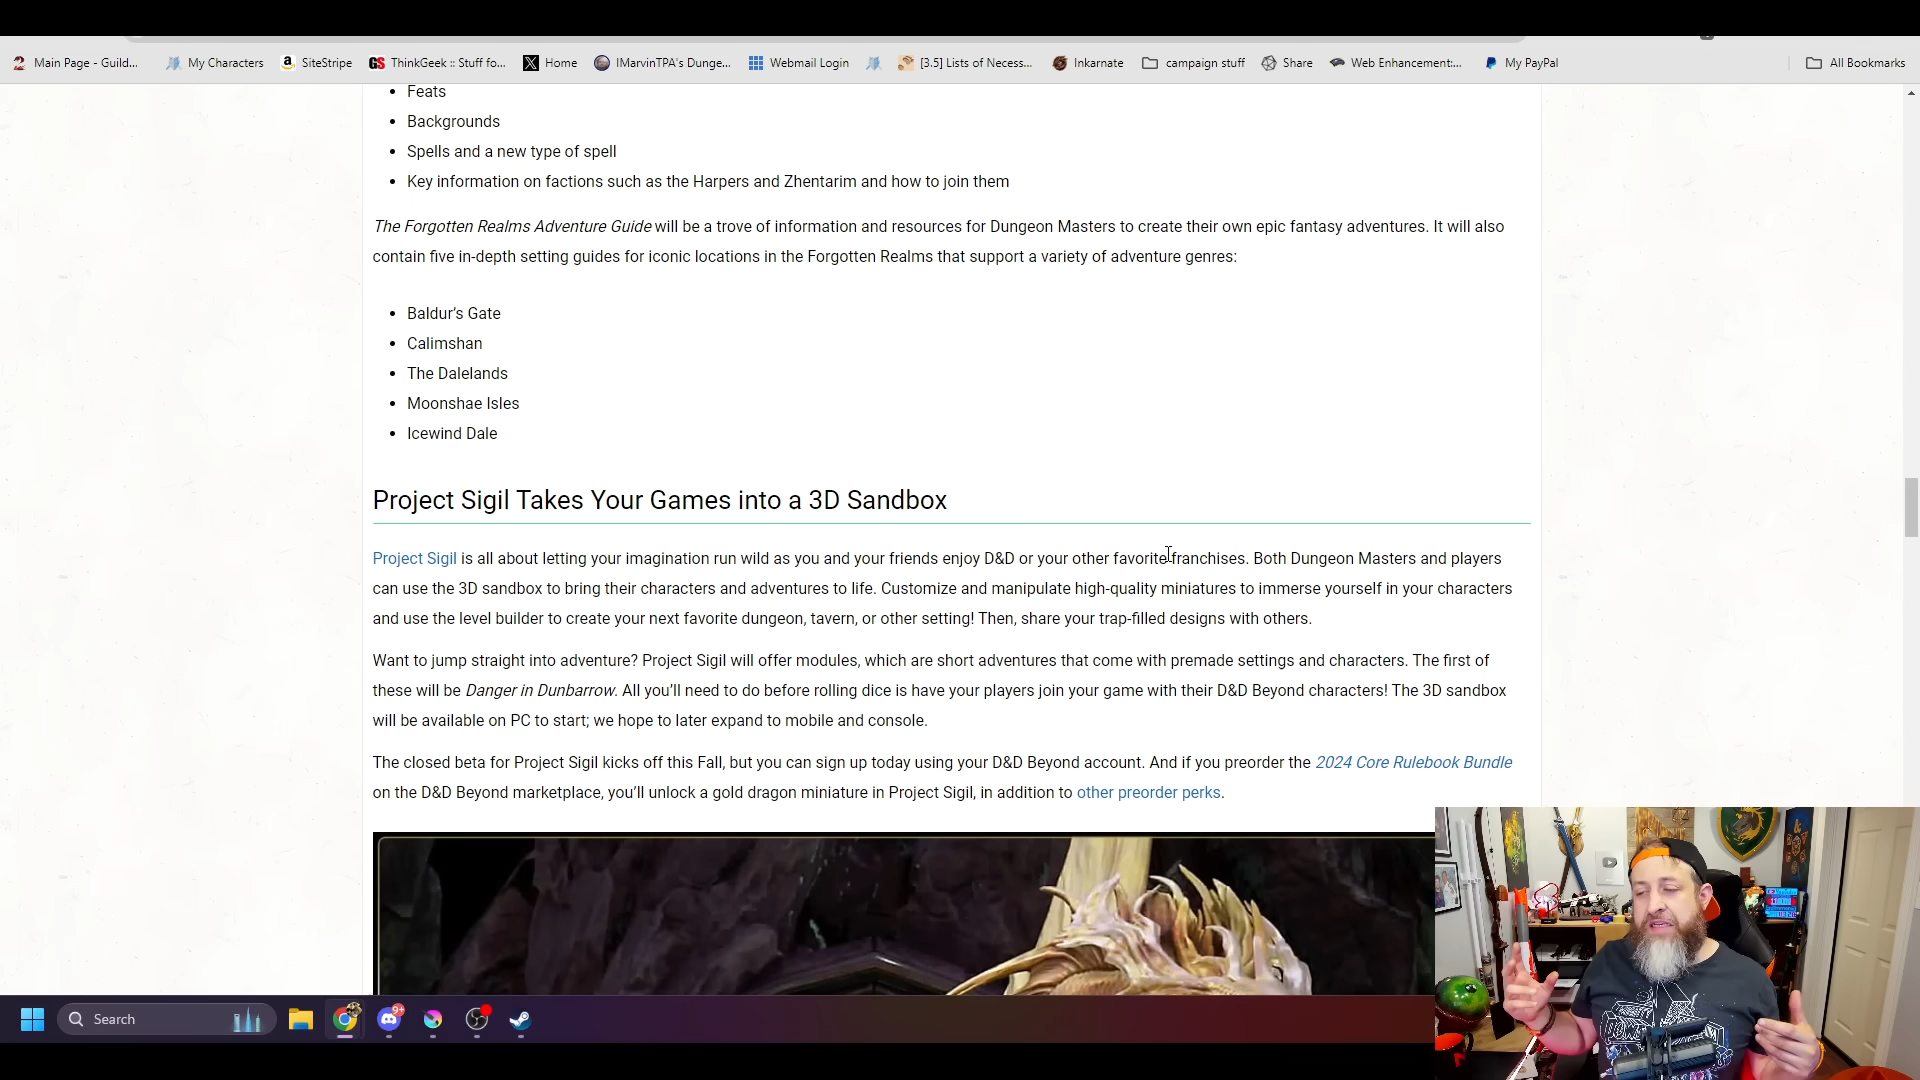 Main Page - Guild...
My Characters
SiteStripe
ThinkGeek :: Stuff fo...
Home
IMarvinTPA's Dunge...
Webmail Login
[3.5] Lists of Necess...
Inkarnate
campaign stuff
Share
Web Enhancement:...
My PayPal
All Bookmarks
Feats
Backgrounds
Spells and a new type of spell
Key information on factions such as the Harpers and Zhentarim and how to join them
The Forgotten Realms Adventure Guide will be a trove of information and resources for Dungeon Masters to create their own epic fantasy adventures. It will also
contain five in-depth setting guides for iconic locations in the Forgotten Realms that support a variety of adventure genres:
Baldur’s Gate
Calimshan
The Dalelands
Moonshae Isles
Icewind Dale
Project Sigil Takes Your Games into a 3D Sandbox
Project Sigil is all about letting your imagination run wild as you and your friends enjoy D&D or your other favorite franchises. Both Dungeon Masters and players
can use the 3D sandbox to bring their characters and adventures to life. Customize and manipulate high-quality miniatures to immerse yourself in your characters
and use the level builder to create your next favorite dungeon, tavern, or other setting! Then, share your trap-filled designs with others.
Want to jump straight into adventure? Project Sigil will offer modules, which are short adventures that come with premade settings and characters. The first of
these will be Danger in Dunbarrow. All you’ll need to do before rolling dice is have your players join your game with their D&D Beyond characters! The 3D sandbox
will be available on PC to start; we hope to later expand to mobile and console.
The closed beta for Project Sigil kicks off this Fall, but you can sign up today using your D&D Beyond account. And if you preorder the 2024 Core Rulebook Bundle
on the D&D Beyond marketplace, you’ll unlock a gold dragon miniature in Project Sigil, in addition to other preorder perks.
Search
9+